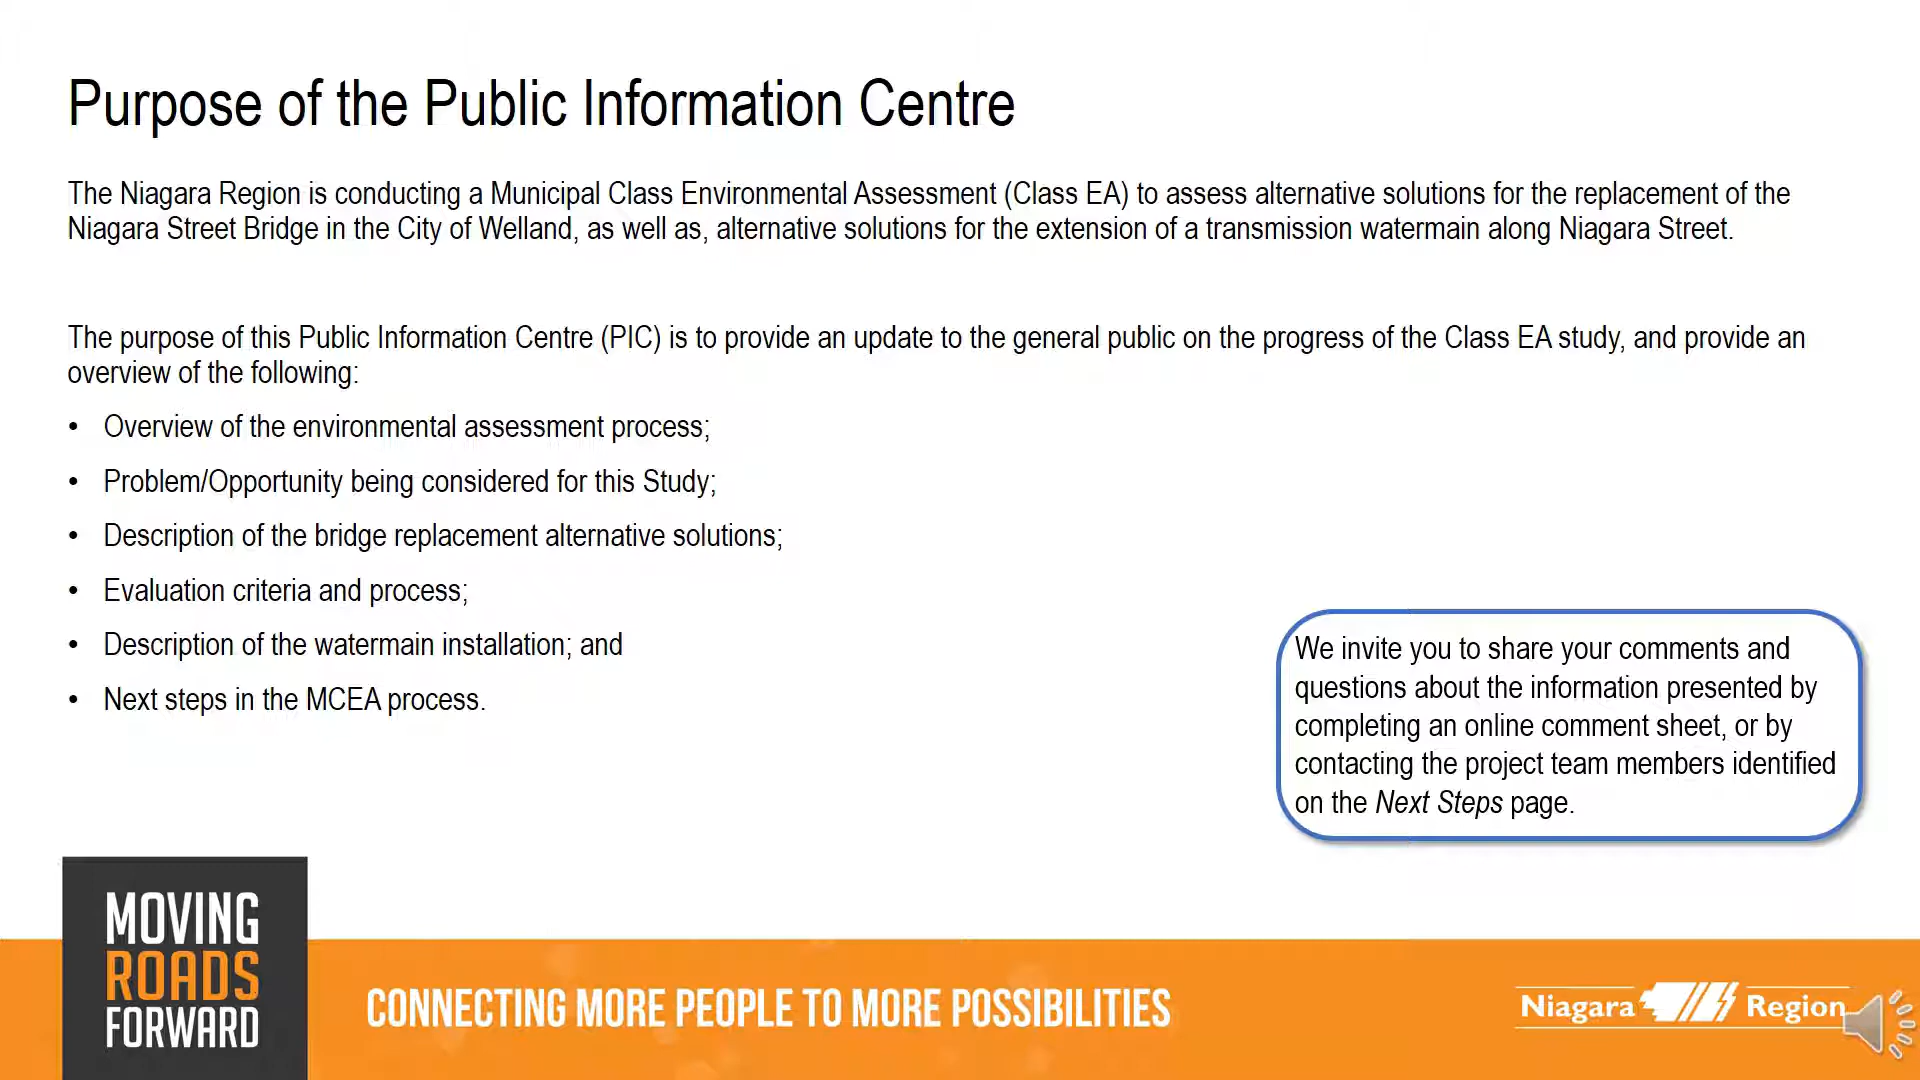 Purpose of the Public Information Centre
The Niagara Region is conducting a Municipal Class Environmental Assessment (Class EA) to assess alternative solutions for the replacement of the
Niagara Street Bridge in the City of Welland, as well as, alternative solutions for the extension of a transmission watermain along Niagara Street.
The purpose of this Public Information Centre (PIC) is to provide an update to the general public on the progress of the Class EA study, and provide an
overview of the following:
• Overview of the environmental assessment process;
• Problem/Opportunity being considered for this Study;
• Description of the bridge replacement alternative solutions;
• Evaluation criteria and process;
• Description of the watermain installation; and
• Next steps in the MCEA process.
We invite you to share your comments and
questions about the information presented by
completing an online comment sheet, or by
contacting the project team members identified
on the Next Steps page.
MOVING
ROADS
FORWARD
CONNECTING MORE PEOPLE TO MORE POSSIBILITIES
Niagara Region